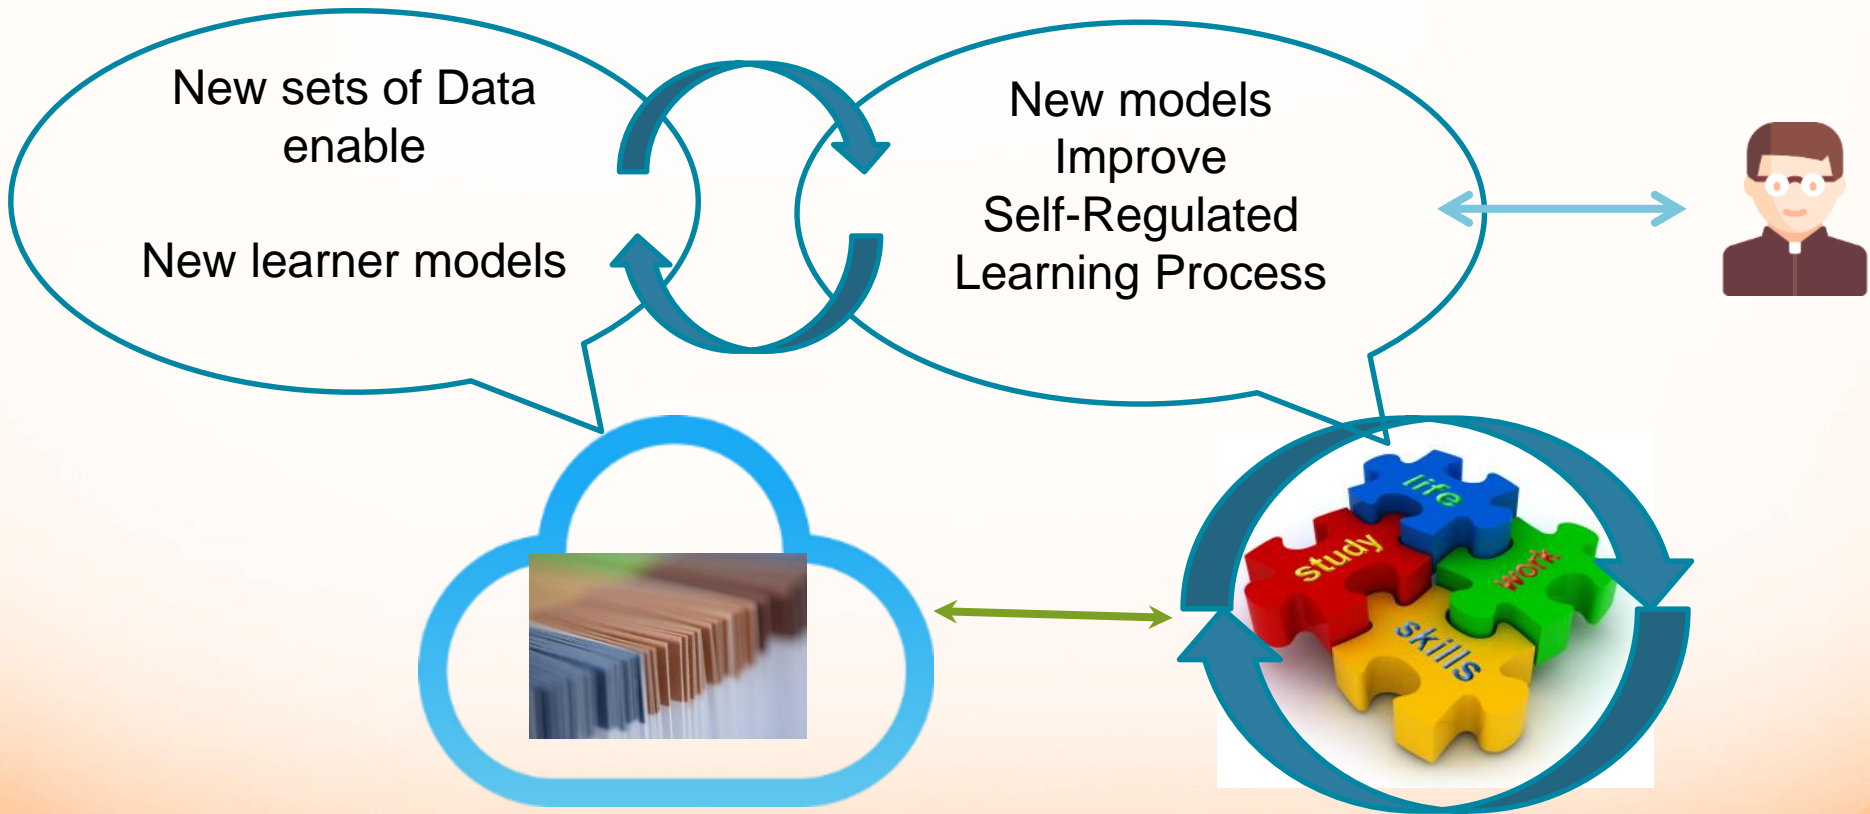 New sets of Data
enable
New learner models
New models
Improve
Self-Regulated
Learning Process
life
study
work
skills